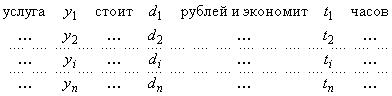 услуга y1 стоит d1 рублей и экономит t1 часов
... y2 ... d2 ... t2 ...
... yi ... di ... ti ...
... yn ... dn ... tn ...